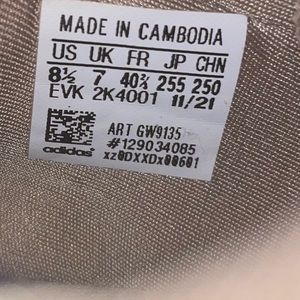 MADE IN CAMBODIA
US UK FR JP CHN
8½ 7 40⅔ 255 250
EVK 2K4001 11/21
ART GW9135
#129034085
xz0DXXDx00601
adidas